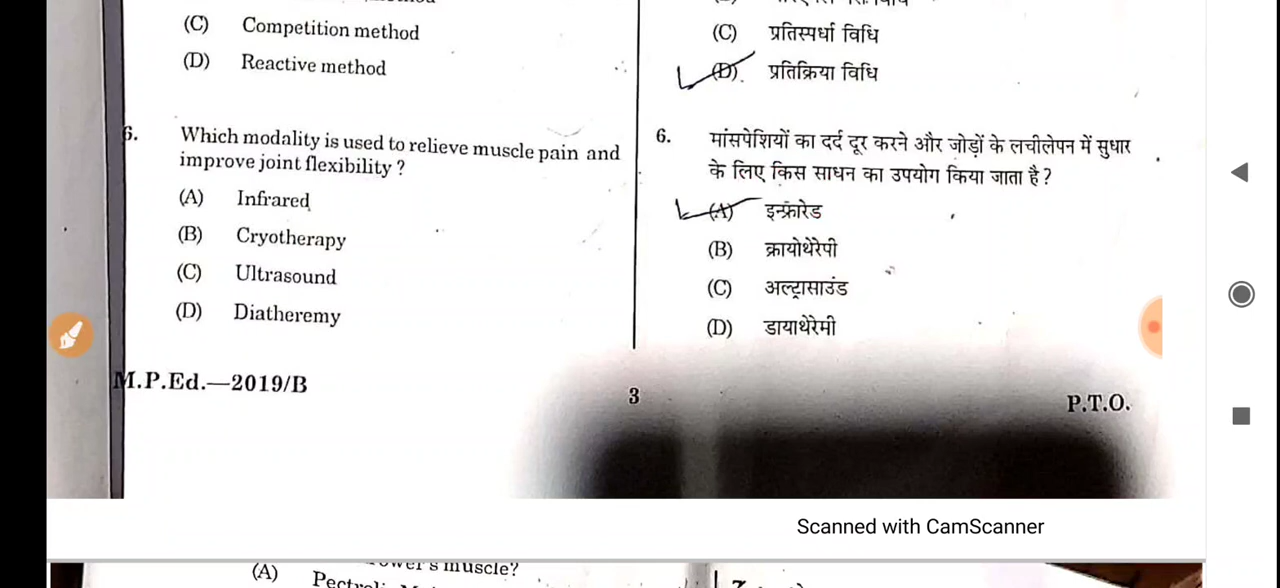 (C) Competition method
(D) Reactive method
6. Which modality is used to relieve muscle pain and
improve joint flexibility ?
(A) Infrared
(B) Cryotherapy
(C) Ultrasound
(D) Diatheremy
(C) प्रतिस्पर्धा विधि
(D) प्रतिक्रिया विधि
6. मांसपेशियों का दर्द दूर करने और जोड़ों के लचीलेपन में सुधार
के लिए किस साधन का उपयोग किया जाता है ?
(A) इन्फ्रारेड
(B) क्रायोथेरेपी
(C) अल्ट्रासाउंड
(D) डायाथेरेमी
M.P.Ed.—2019/B
3
P.T.O.
Scanned with CamScanner
muscle?
(A)